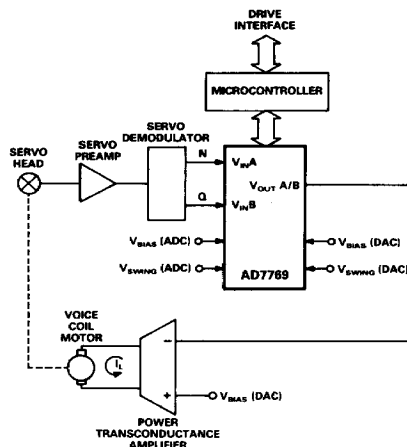 DRIVE
INTERFACE
MICROCONTROLLER
SERVO
DEMODULATOR
SERVO
PREAMP
SERVO
HEAD
N
Q
VINA
VINB
VOUT A/B
VBIAS (ADC)
VSWING (ADC)
VBIAS (DAC)
VSWING (DAC)
AD7769
VOICE
COIL
MOTOR
IL
−
+
VBIAS (DAC)
POWER
TRANSCONDUCTANCE
AMPLIFIER